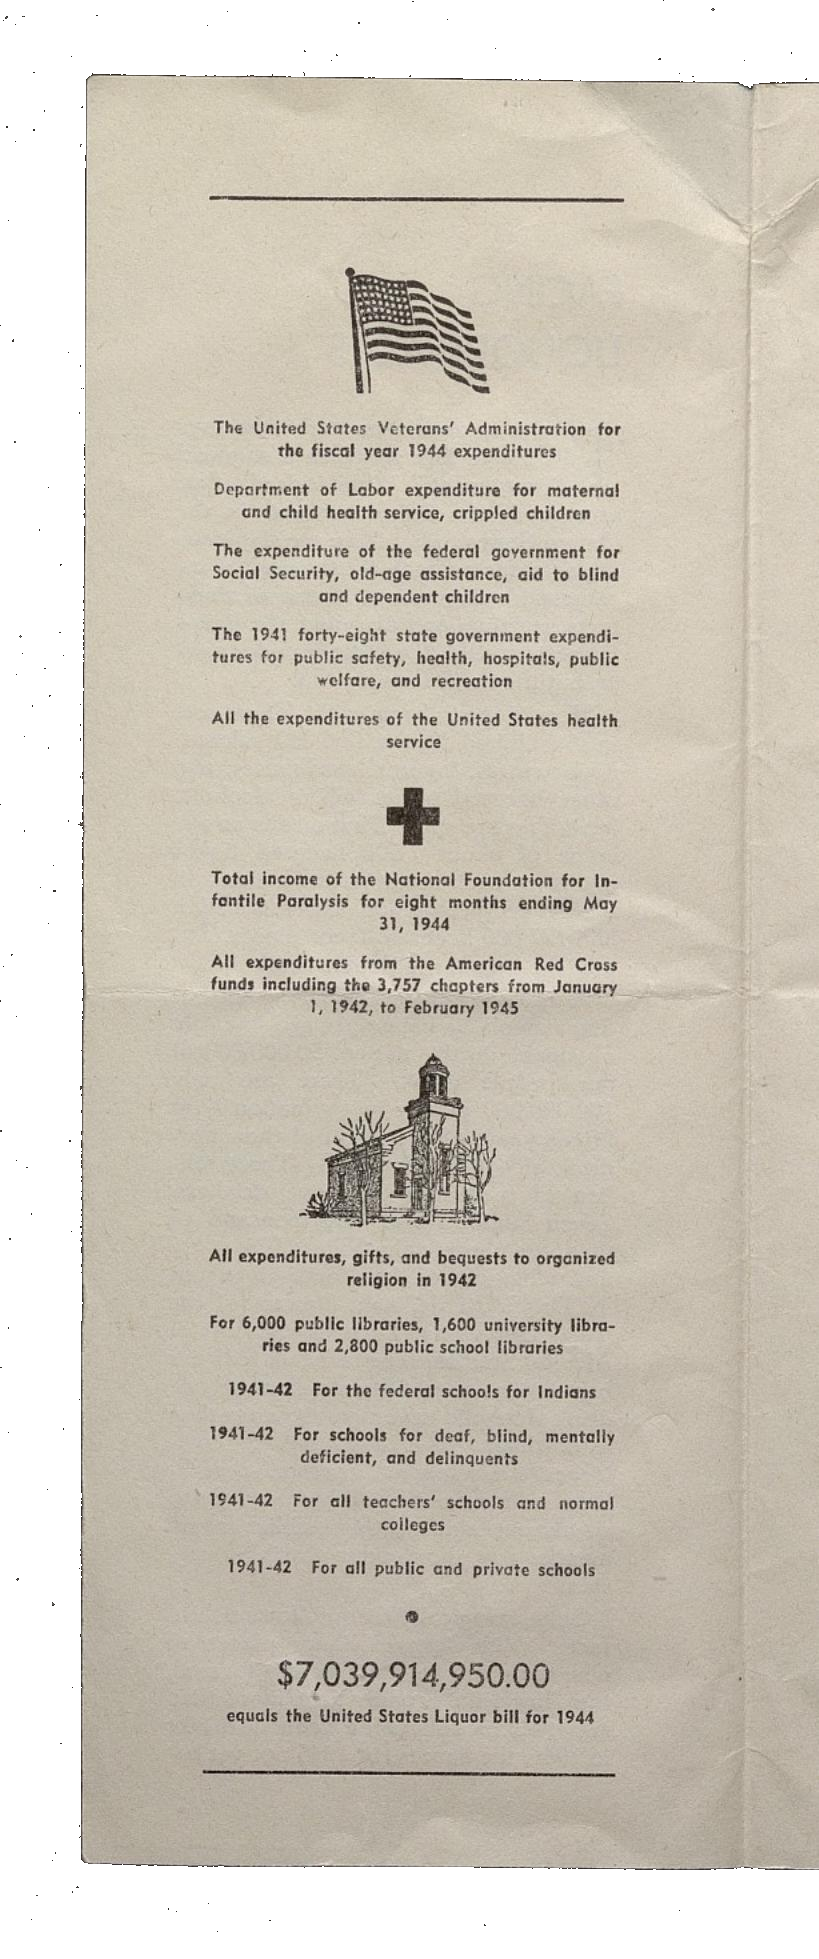 The United States Veterans' Administration for
the fiscal year 1944 expenditures
Department of Labor expenditure for maternal
and child health service, crippled children
The expenditure of the federal government for
Social Security, old-age assistance, aid to blind
and dependent children
The 1941 forty-eight state government expendi-
tures for public safety, health, hospitals, public
welfare, and recreation
All the expenditures of the United States health
service
Total income of the National Foundation for In-
fantile Paralysis for eight months ending May
31, 1944
All expenditures from the American Red Cross
funds including the 3,757 chapters from January
1, 1942, to February 1945
All expenditures, gifts, and bequests to organized
religion in 1942
For 6,000 public libraries, 1,600 university libra-
ries and 2,800 public school libraries
1941-42 For the federal schools for Indians
1941-42 For schools for deaf, blind, mentally
deficient, and delinquents
1941-42 For all teachers' schools and normal
colleges
1941-42 For all public and private schools
$7,039,914,950.00
equals the United States Liquor bill for 1944